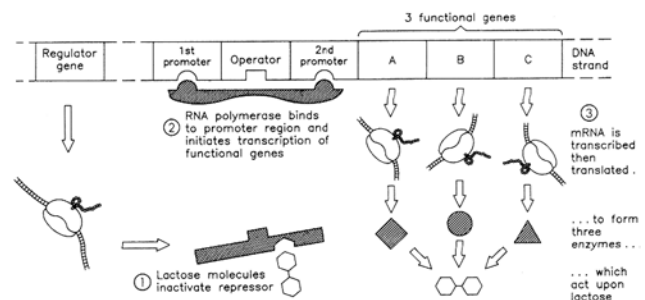 3 functional genes
Regulator
gene
1st
promoter
Operator
2nd
promoter
A
B
C
DNA
strand
② RNA polymerase binds
to promoter region and
initiates transcription of
functional genes
③
mRNA is
transcribed
then
translated.
...to form
three
enzymes...
① Lactose molecules
inactivate repressor
...which
act upon
lactose